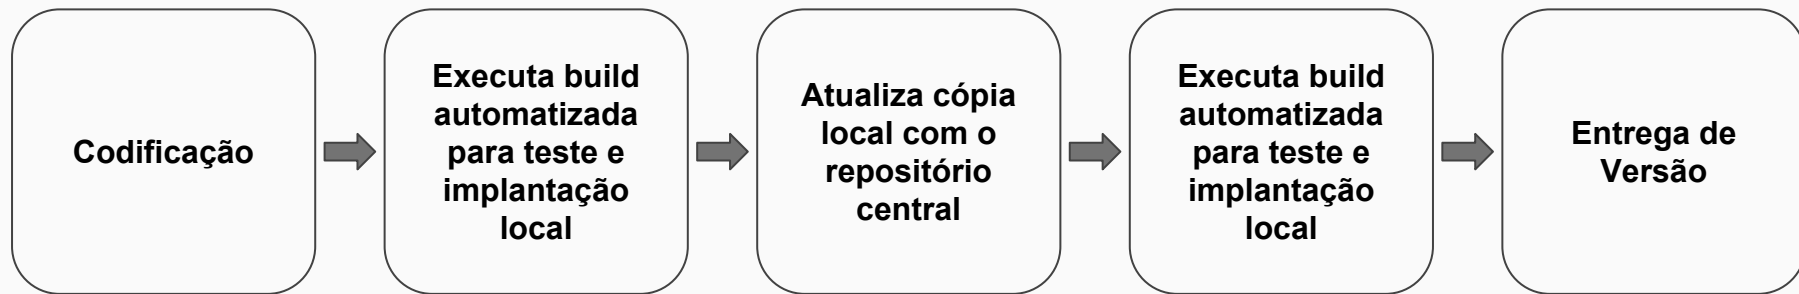 Codificação
Executa build
automatizada
para teste e
implantação
local
Atualiza cópia
local com o
repositório
central
Executa build
automatizada
para teste e
implantação
local
Entrega de
Versão